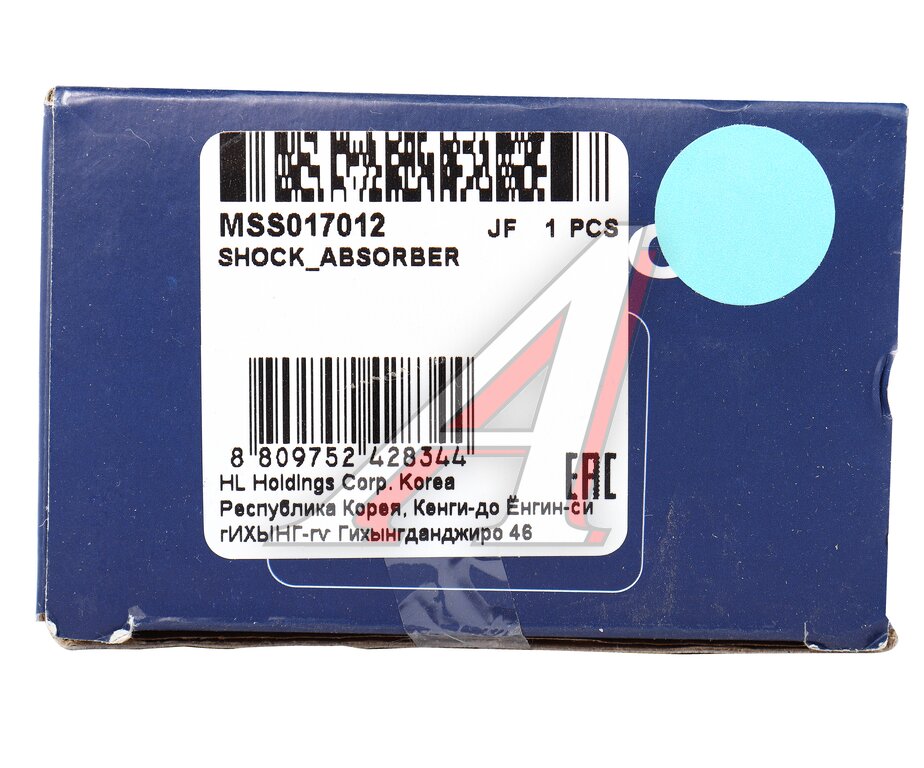 MSS017012 JF 1 PCS
SHOCK_ABSORBER
8 809752 428344
HL Holdings Corp. Korea
EAC
Республика Корея, Кенги-до Ёнгин-си
гИХЫНГ-гv Гихынгданджиро 46